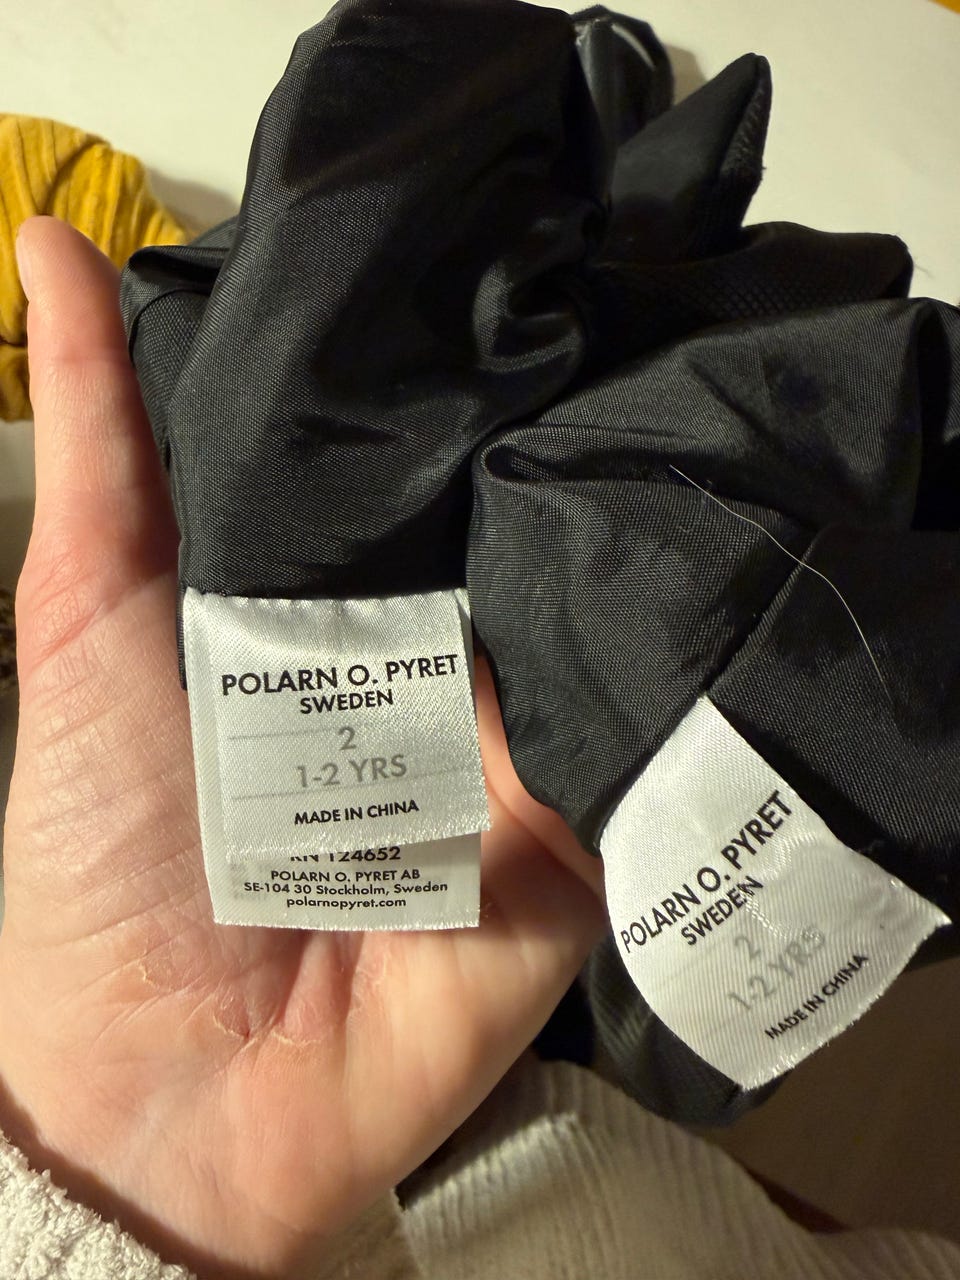 POLARN O. PYRET
SWEDEN
2
1-2 YRS
MADE IN CHINA
RN 124652
POLARN O. PYRET AB
SE-104 30 Stockholm, Sweden
polarnopyret.com
POLARN O. PYRET
SWEDEN
2
1-2 YRS
MADE IN CHINA